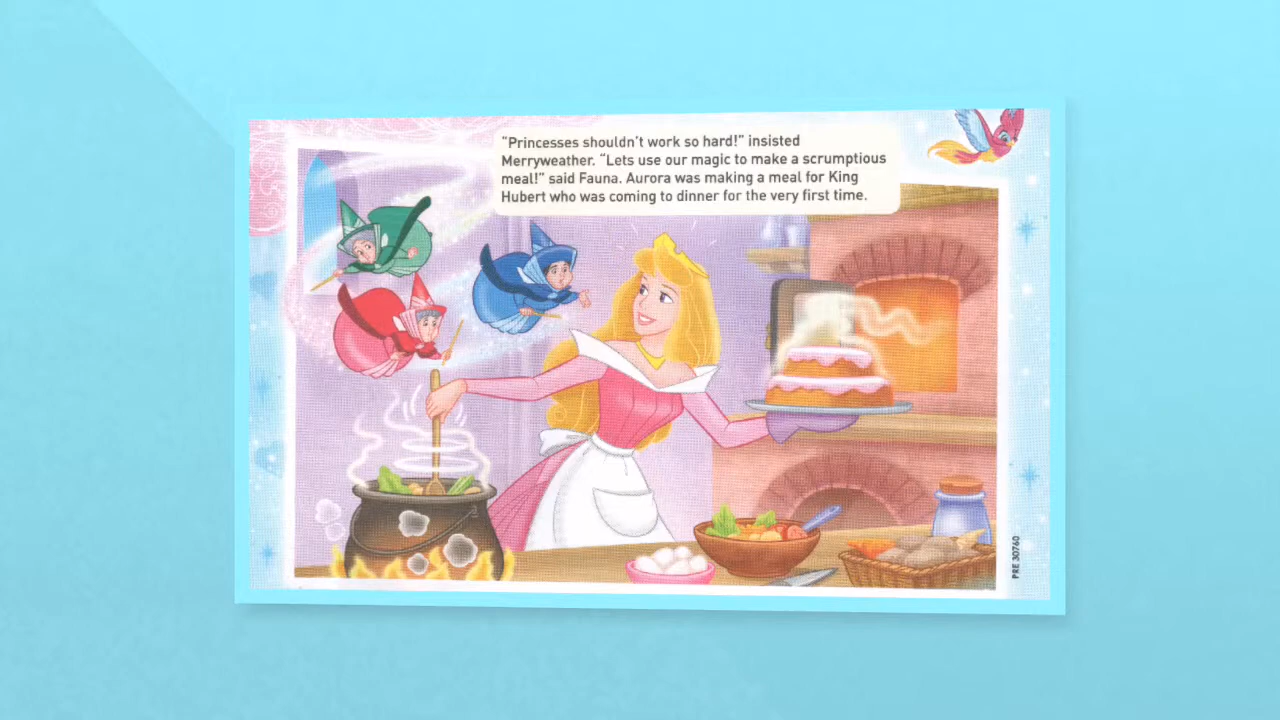 “Princesses shouldn’t work so hard!” insisted
Merryweather. “Lets use our magic to make a scrumptious
meal!” said Fauna. Aurora was making a meal for King
Hubert who was coming to dinner for the very first time.
PRE 30760